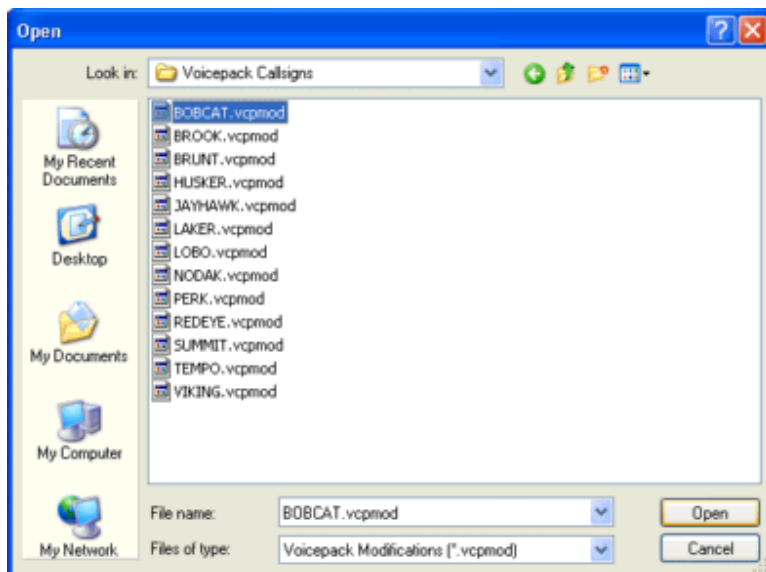 Open
Look in: Voicepack Callsigns
My Recent
Documents
Desktop
My Documents
My Computer
My Network
BOBCAT.vcpmod
BROOK.vcpmod
BRUNT.vcpmod
HUSKER.vcpmod
JAYHAWK.vcpmod
LAKER.vcpmod
LOBO.vcpmod
NODAK.vcpmod
PERK.vcpmod
REDEYE.vcpmod
SUMMIT.vcpmod
TEMPO.vcpmod
VIKING.vcpmod
File name: BOBCAT.vcpmod Open
Files of type: Voicepack Modifications (*.vcpmod) Cancel